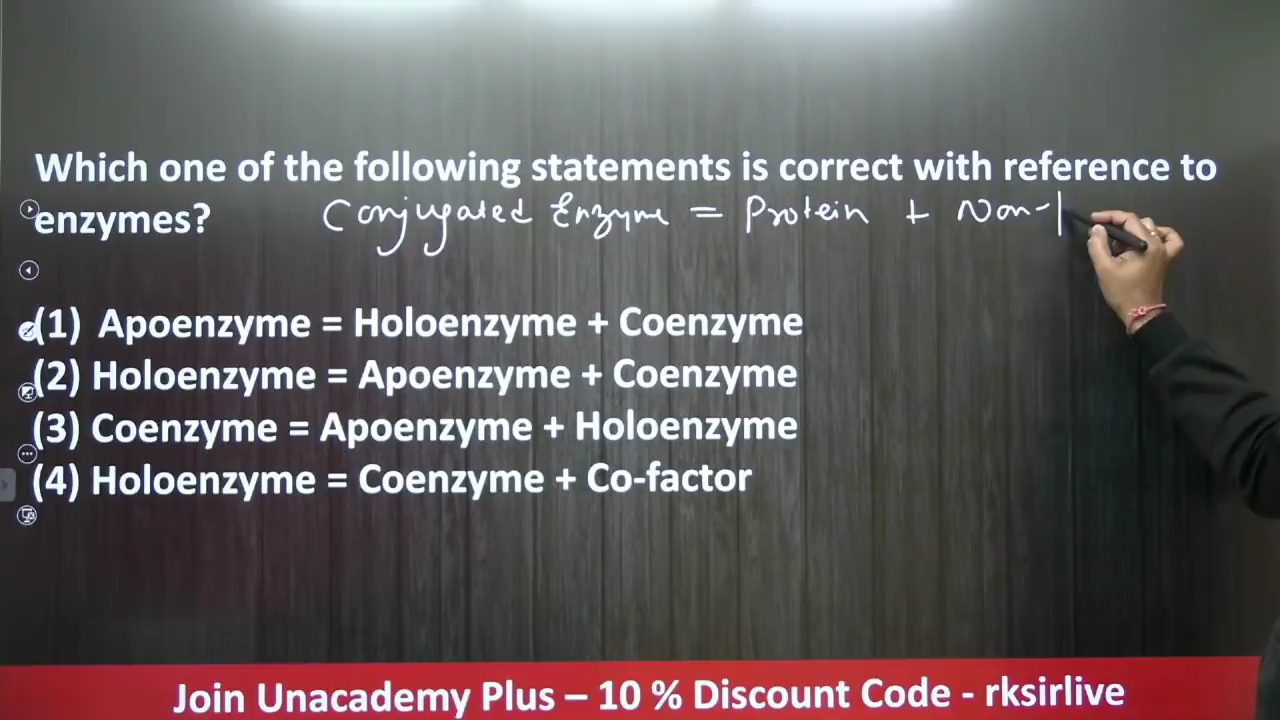 Which one of the following statements is correct with reference to
enzymes? Conjugated Enzyme = Protein + Non-
(1) Apoenzyme = Holoenzyme + Coenzyme
(2) Holoenzyme = Apoenzyme + Coenzyme
(3) Coenzyme = Apoenzyme + Holoenzyme
(4) Holoenzyme = Coenzyme + Co-factor
Join Unacademy Plus – 10 % Discount Code - rksirlive